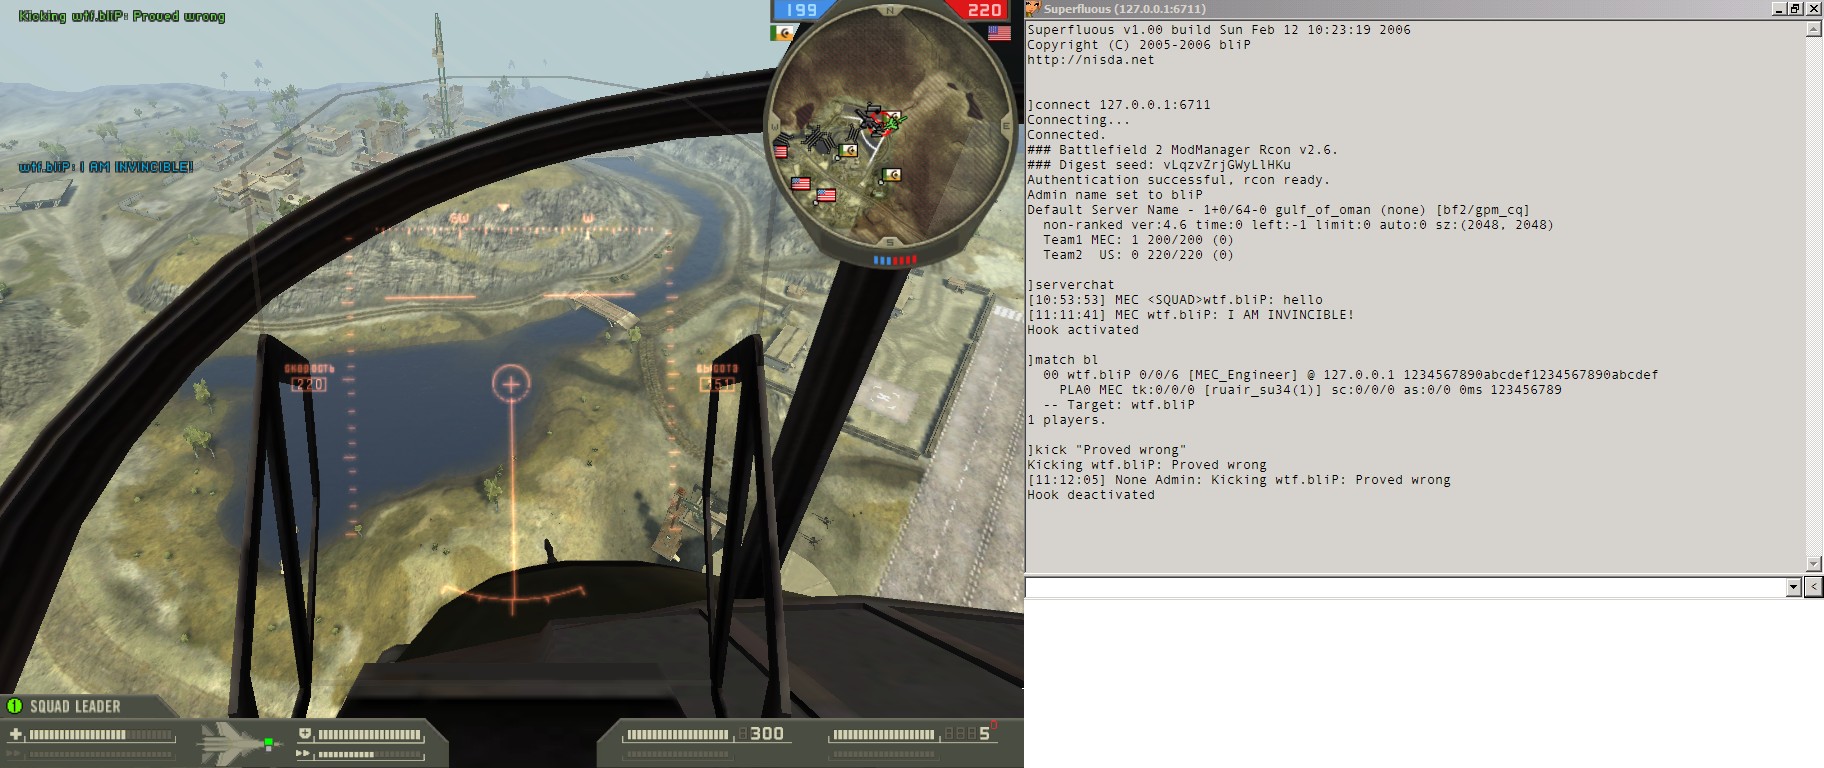 Kicking wtf.bliP: Proved wrong
199
220
N
wtf.bliP: I AM INVINCIBLE!
W
E
S
SW
W
скорость
220
высота
151
1 SQUAD LEADER
300
5
0
Superfluous (127.0.0.1:6711)
Superfluous v1.00 build Sun Feb 12 10:23:19 2006
Copyright (C) 2005-2006 bliP
http://nisda.net
]connect 127.0.0.1:6711
Connecting...
Connected.
### Battlefield 2 ModManager Rcon v2.6.
### Digest seed: vLqzvZrjGWyLlHKu
Authentication successful, rcon ready.
Admin name set to bliP
Default Server Name - 1+0/64-0 gulf_of_oman (none) [bf2/gpm_cq]
non-ranked ver:4.6 time:0 left:-1 limit:0 auto:0 sz:(2048, 2048)
Team1 MEC: 1 200/200 (0)
Team2 US: 0 220/220 (0)
]serverchat
[10:53:53] MEC <SQUAD>wtf.bliP: hello
[11:11:41] MEC wtf.bliP: I AM INVINCIBLE!
Hook activated
]match bl
00 wtf.bliP 0/0/6 [MEC_Engineer] @ 127.0.0.1 1234567890abcdef1234567890abcdef
PLA0 MEC tk:0/0/0 [ruair_su34(1)] sc:0/0/0 as:0/0 0ms 123456789
-- Target: wtf.bliP
1 players.
]kick "Proved wrong"
Kicking wtf.bliP: Proved wrong
[11:12:05] None Admin: Kicking wtf.bliP: Proved wrong
Hook deactivated
<